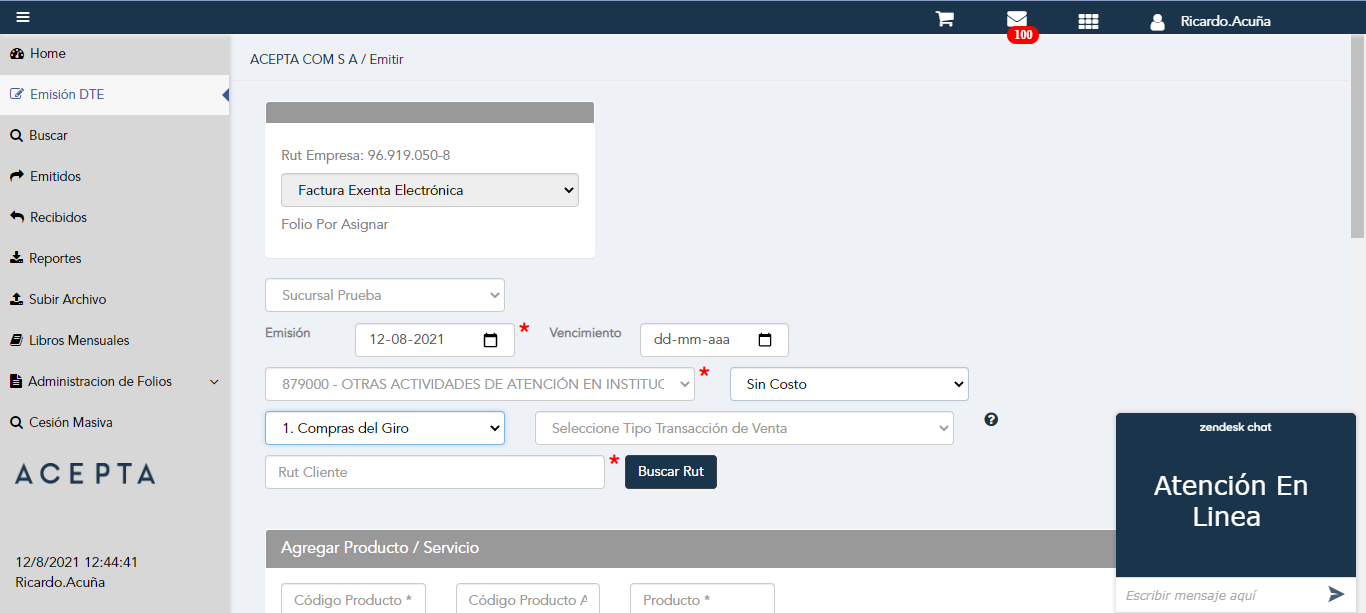 Ricardo.Acuña
100
Home
Emisión DTE
Buscar
Emitidos
Recibidos
Reportes
Subir Archivo
Libros Mensuales
Administracion de Folios
Cesión Masiva
ACEPTA
12/8/2021 12:44:41
Ricardo.Acuña
ACEPTA COM S A / Emitir
Rut Empresa: 96.919.050-8
Factura Exenta Electrónica
Folio Por Asignar
Sucursal Prueba
Emisión 12-08-2021 * Vencimiento dd-mm-aaa
879000 - OTRAS ACTIVIDADES DE ATENCIÓN EN INSTITUC * Sin Costo
1. Compras del Giro Seleccione Tipo Transacción de Venta ?
Rut Cliente * Buscar Rut
Agregar Producto / Servicio
Código Producto * Código Producto A Producto *
zendesk chat
Atención En
Linea
Escribir mensaje aquí